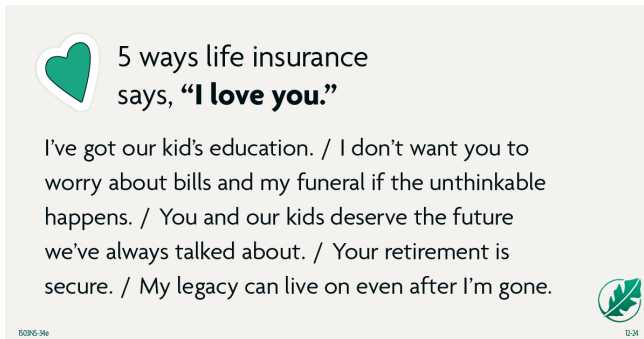 5 ways life insurance
says, “I love you.”
I’ve got our kid’s education. / I don’t want you to
worry about bills and my funeral if the unthinkable
happens. / You and our kids deserve the future
we’ve always talked about. / Your retirement is
secure. / My legacy can live on even after I’m gone.
1503NS-34e
12-24